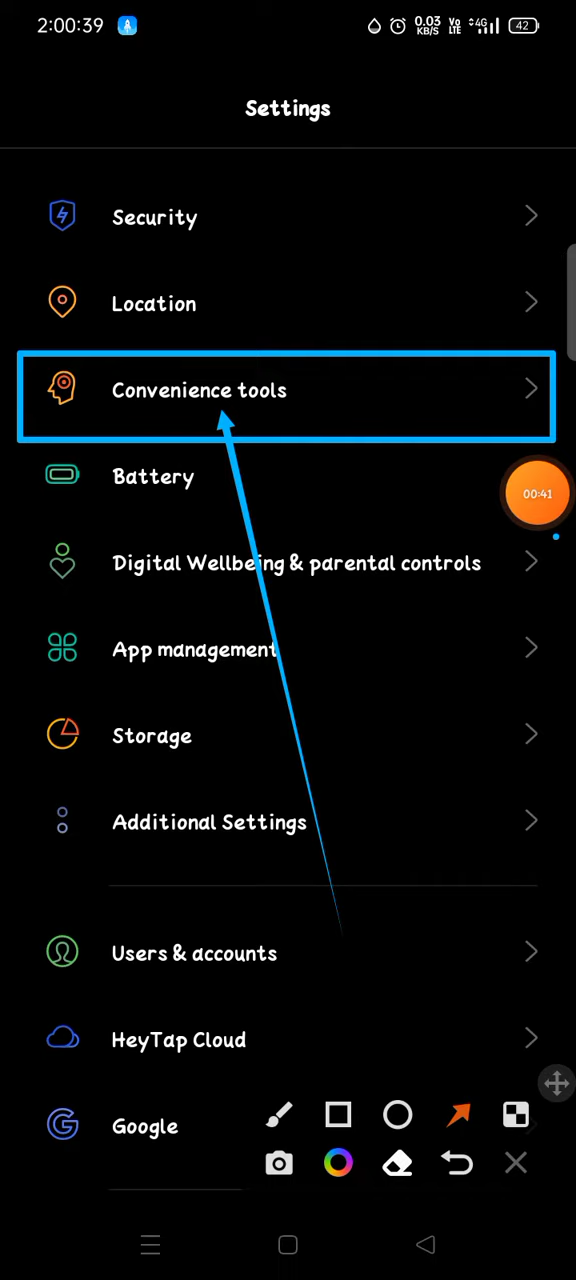 2:00:39
0.03 KB/S Vo LTE 4G 42
Settings
Security
Location
Convenience tools
Battery
00:41
Digital Wellbeing & parental controls
App management
Storage
Additional Settings
Users & accounts
HeyTap Cloud
Google